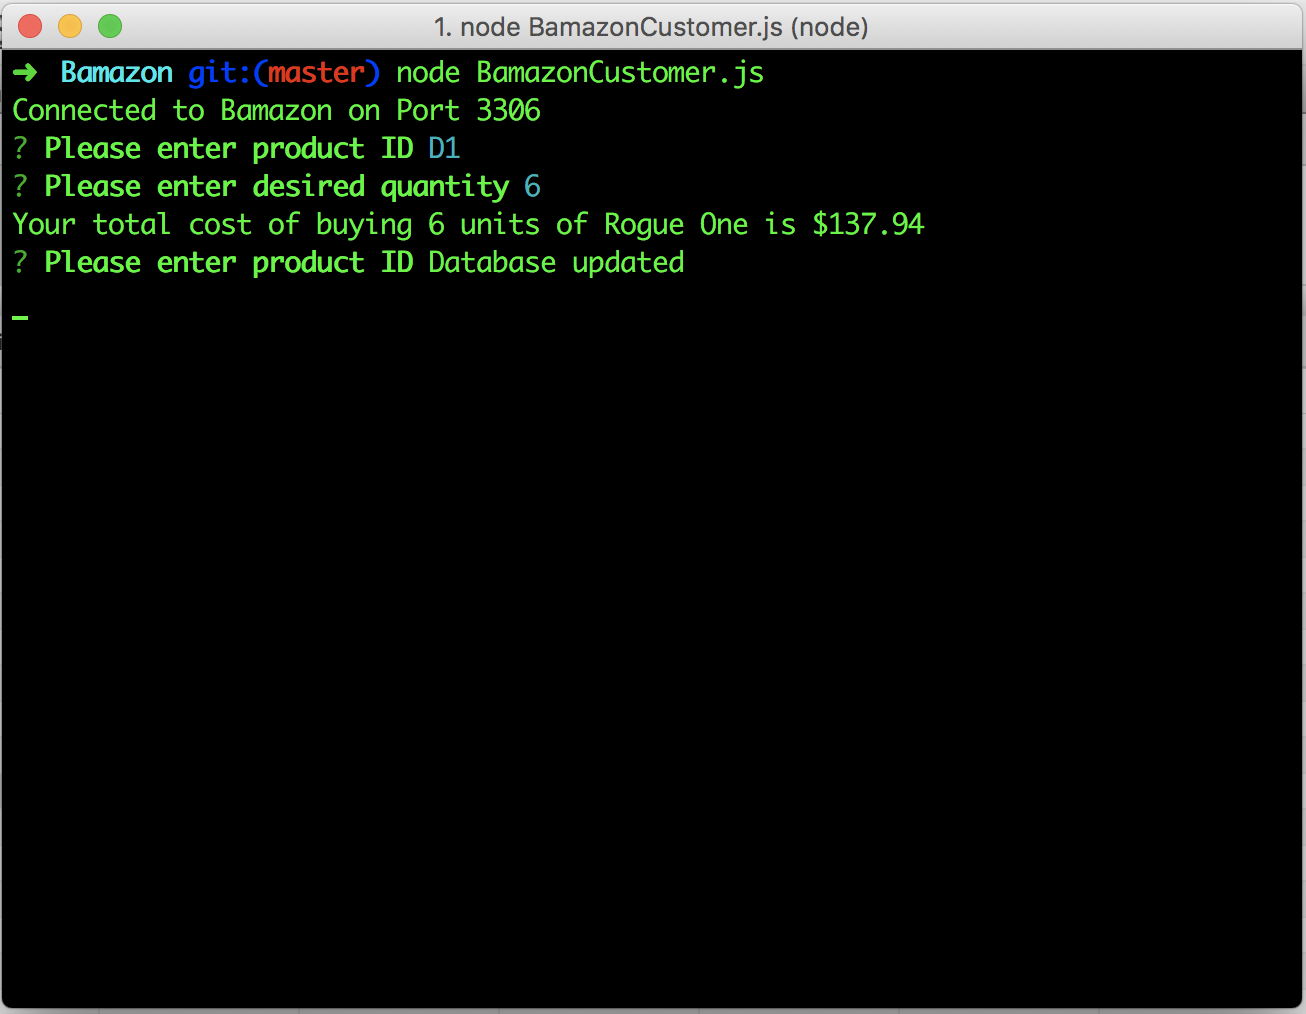 1. node BamazonCustomer.js (node)
➜ Bamazon git:(master) node BamazonCustomer.js
Connected to Bamazon on Port 3306
? Please enter product ID D1
? Please enter desired quantity 6
Your total cost of buying 6 units of Rogue One is $137.94
? Please enter product ID Database updated